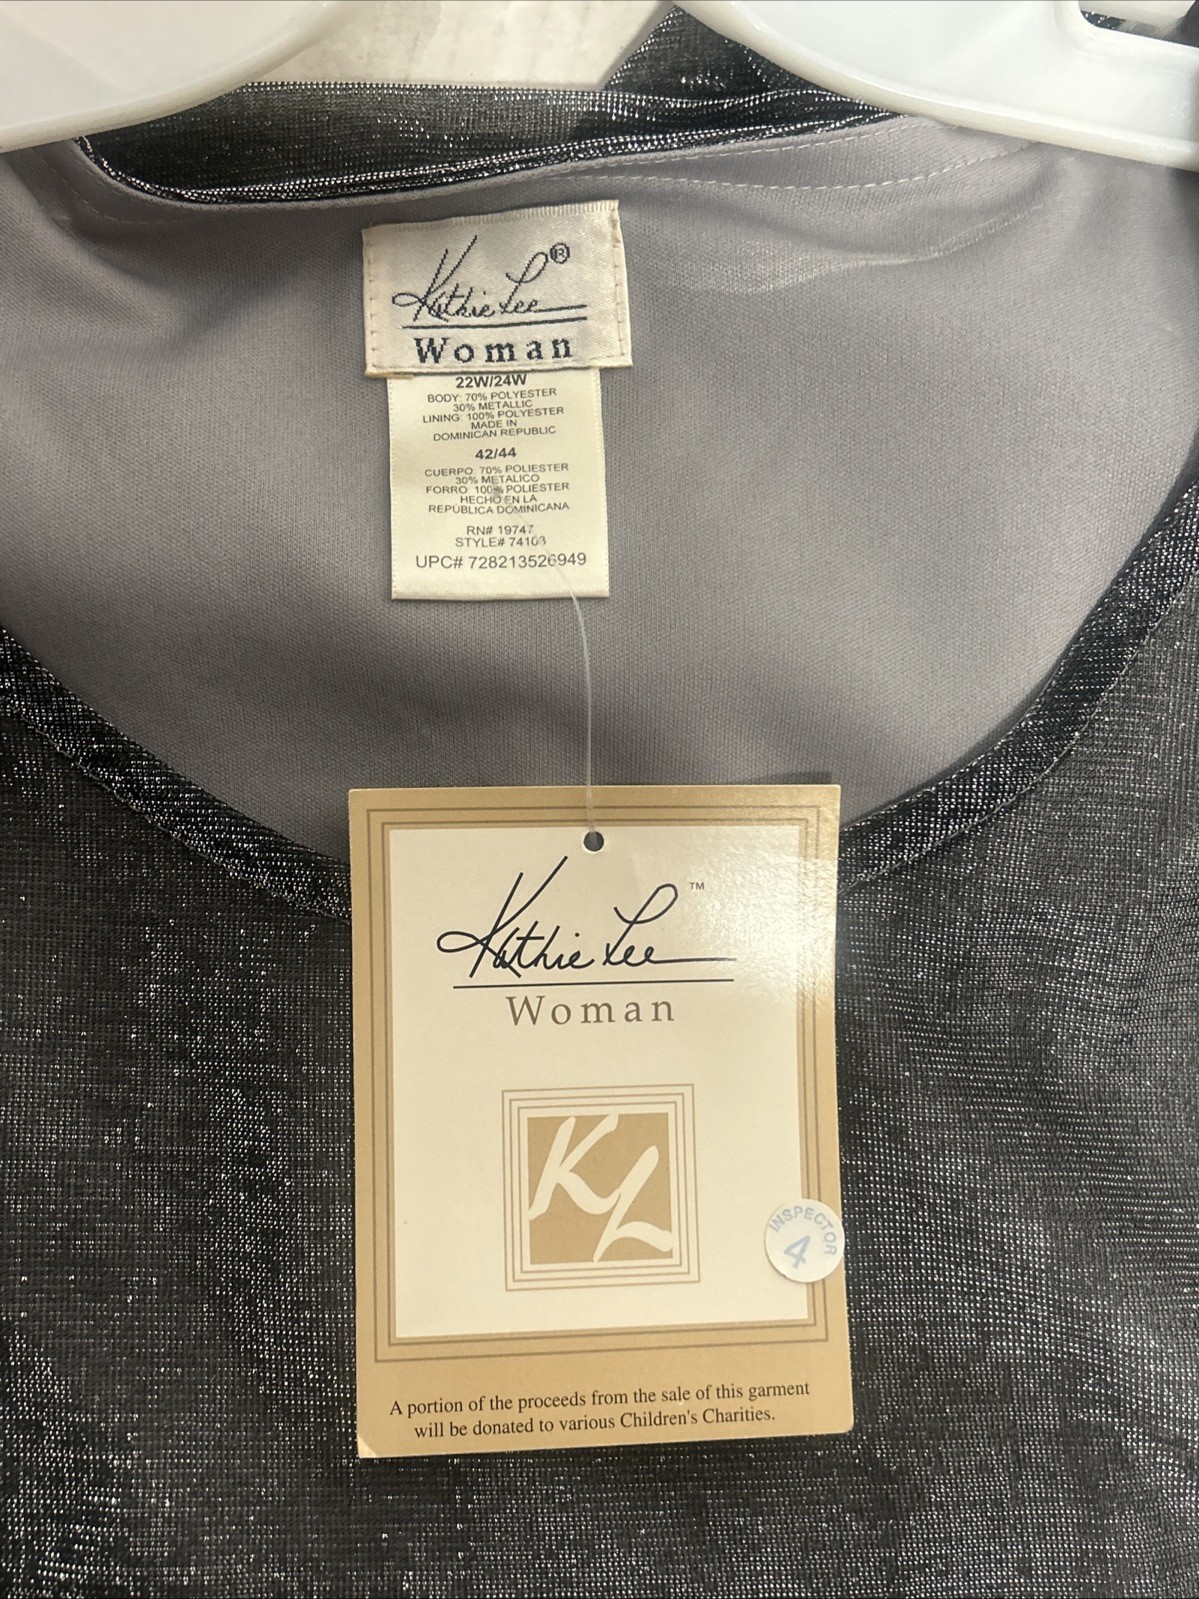 Kathie Lee®
Woman
22W/24W
BODY: 70% POLYESTER
30% METALLIC
LINING: 100% POLYESTER
MADE IN
DOMINICAN REPUBLIC
42/44
CUERPO: 70% POLIESTER
30% METALICO
FORRO: 100% POLIESTER
HECHO EN LA
REPÚBLICA DOMINICANA
RN# 19747
STYLE# 74103
UPC# 728213526949
Kathie Lee™
Woman
KL
INSPECTOR
4
A portion of the proceeds from the sale of this garment
will be donated to various Children's Charities.